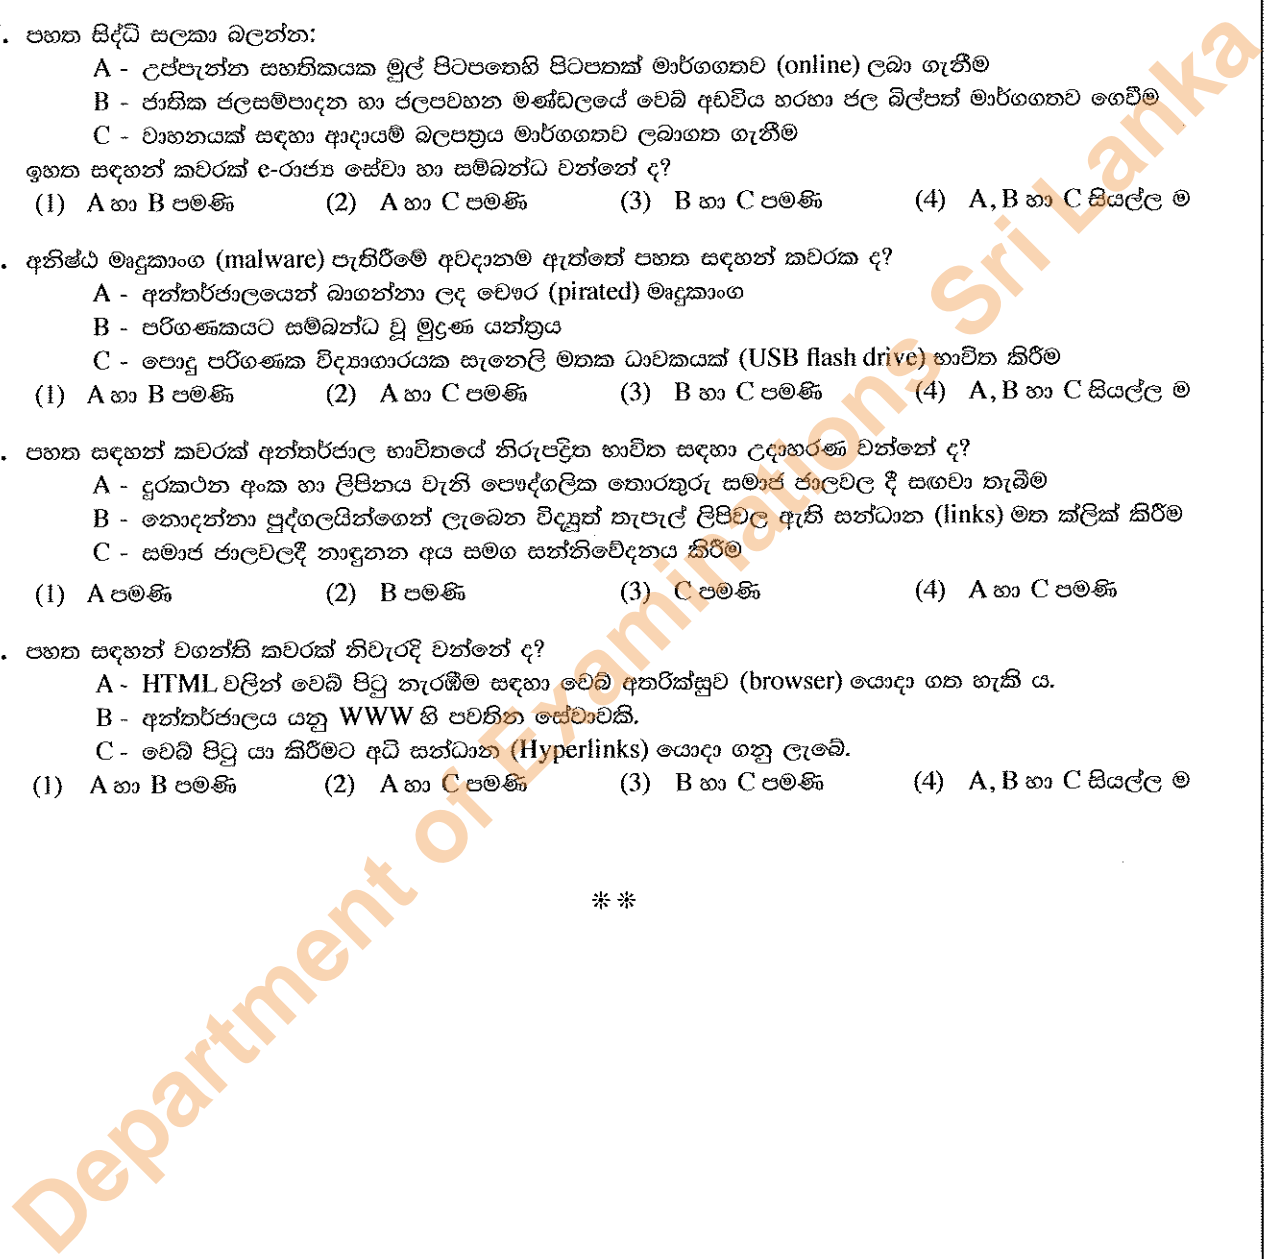 . පහත සිද්ධි සලකා බලන්න:
A - උප්පැන්න සහතිකයක මුල් පිටපතෙහි පිටපතක් මාර්ගගතව (online) ලබා ගැනීම
B - ජාතික ජලසම්පාදන හා ජලපවහන මණ්ඩලයේ වෙබ් අඩවිය හරහා ජල බිල්පත් මාර්ගගතව ගෙවීම
C - වාහනයක් සඳහා ආදායම් බලපත්‍රය මාර්ගගතව ලබාගත ගැනීම
ඉහත සඳහන් කවරක් e-රාජ්‍ය සේවා හා සම්බන්ධ වන්නේ ද?
(1) A හා B පමණි (2) A හා C පමණි (3) B හා C පමණි (4) A, B හා C සියල්ල ම
. අනිෂ්ඨ මෘදුකාංග (malware) පැතිරීමේ අවදානම ඇත්තේ පහත සඳහන් කවරක ද?
A - අන්තර්ජාලයෙන් බාගන්නා ලද චෞර (pirated) මෘදුකාංග
B - පරිගණකයට සම්බන්ධ වූ මුද්‍රණ යන්ත්‍රය
C - පොදු පරිගණක විද්‍යාගාරයක සැනෙලි මතක ධාවකයක් (USB flash drive) භාවිත කිරීම
(1) A හා B පමණි (2) A හා C පමණි (3) B හා C පමණි (4) A, B හා C සියල්ල ම
. පහත සඳහන් කවරක් අන්තර්ජාල භාවිතයේ නිරුපද්‍රිත භාවිත සඳහා උදාහරණ වන්නේ ද?
A - දුරකථන අංක හා ලිපිනය වැනි පෞද්ගලික තොරතුරු සමාජ ජාලවල දී සඟවා තැබීම
B - නොදන්නා පුද්ගලයින්ගෙන් ලැබෙන විද්‍යුත් තැපැල් ලිපිවල ඇති සන්ධාන (links) මත ක්ලික් කිරීම
C - සමාජ ජාලවලදී නාඳුනන අය සමග සන්නිවේදනය කිරීම
(1) A පමණි (2) B පමණි (3) C පමණි (4) A හා C පමණි
. පහත සඳහන් වගන්ති කවරක් නිවැරදි වන්නේ ද?
A - HTML වලින් වෙබ් පිටු නැරඹීම සඳහා වෙබ් අතරික්සුව (browser) යොදා ගත හැකි ය.
B - අන්තර්ජාලය යනු WWW හි පවතින සේවාවකි.
C - වෙබ් පිටු යා කිරීමට අධි සන්ධාන (Hyperlinks) යොදා ගනු ලැබේ.
(1) A හා B පමණි (2) A හා C පමණි (3) B හා C පමණි (4) A, B හා C සියල්ල ම
❊ ❊
Department of Examinations Sri Lanka